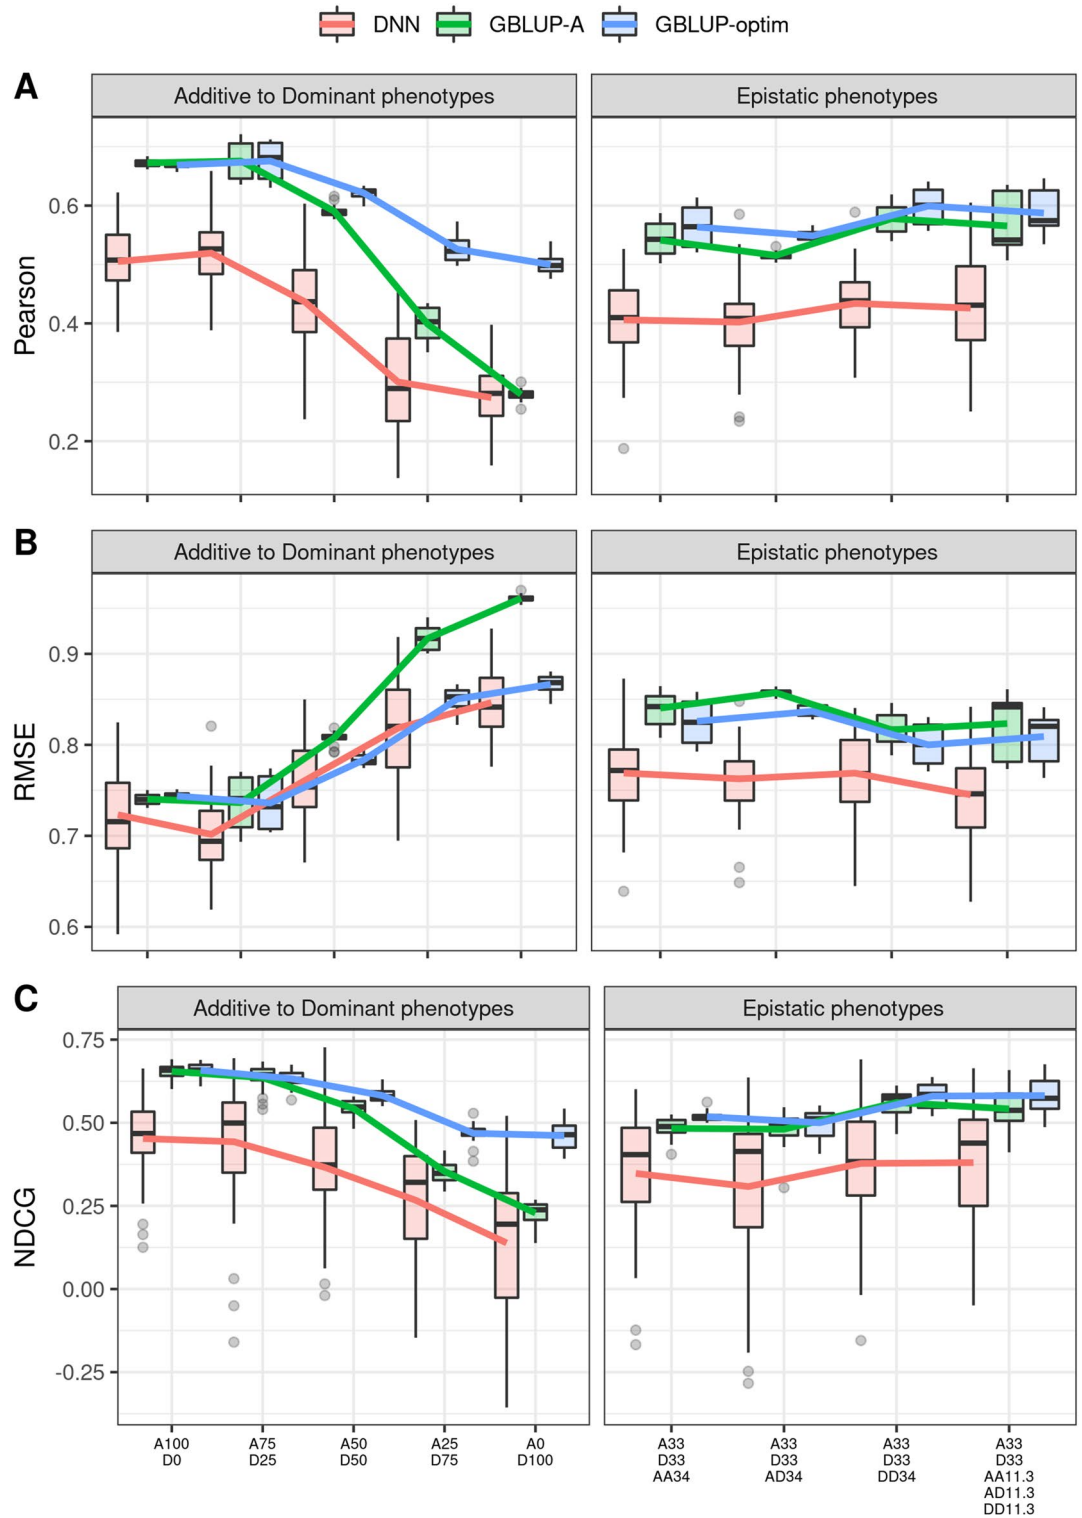 DNN GBLUP-A GBLUP-optim
A
Additive to Dominant phenotypes Epistatic phenotypes
Pearson
0.6
0.4
0.2
B
Additive to Dominant phenotypes Epistatic phenotypes
RMSE
0.9
0.8
0.7
0.6
C
Additive to Dominant phenotypes Epistatic phenotypes
NDCG
0.75
0.50
0.25
0.00
-0.25
A100 A75 A50 A25 A0 A33 A33 A33 A33
D0 D25 D50 D75 D100 D33 D33 D33 D33
AA34 AD34 DD34 AA11.3
AD11.3
DD11.3